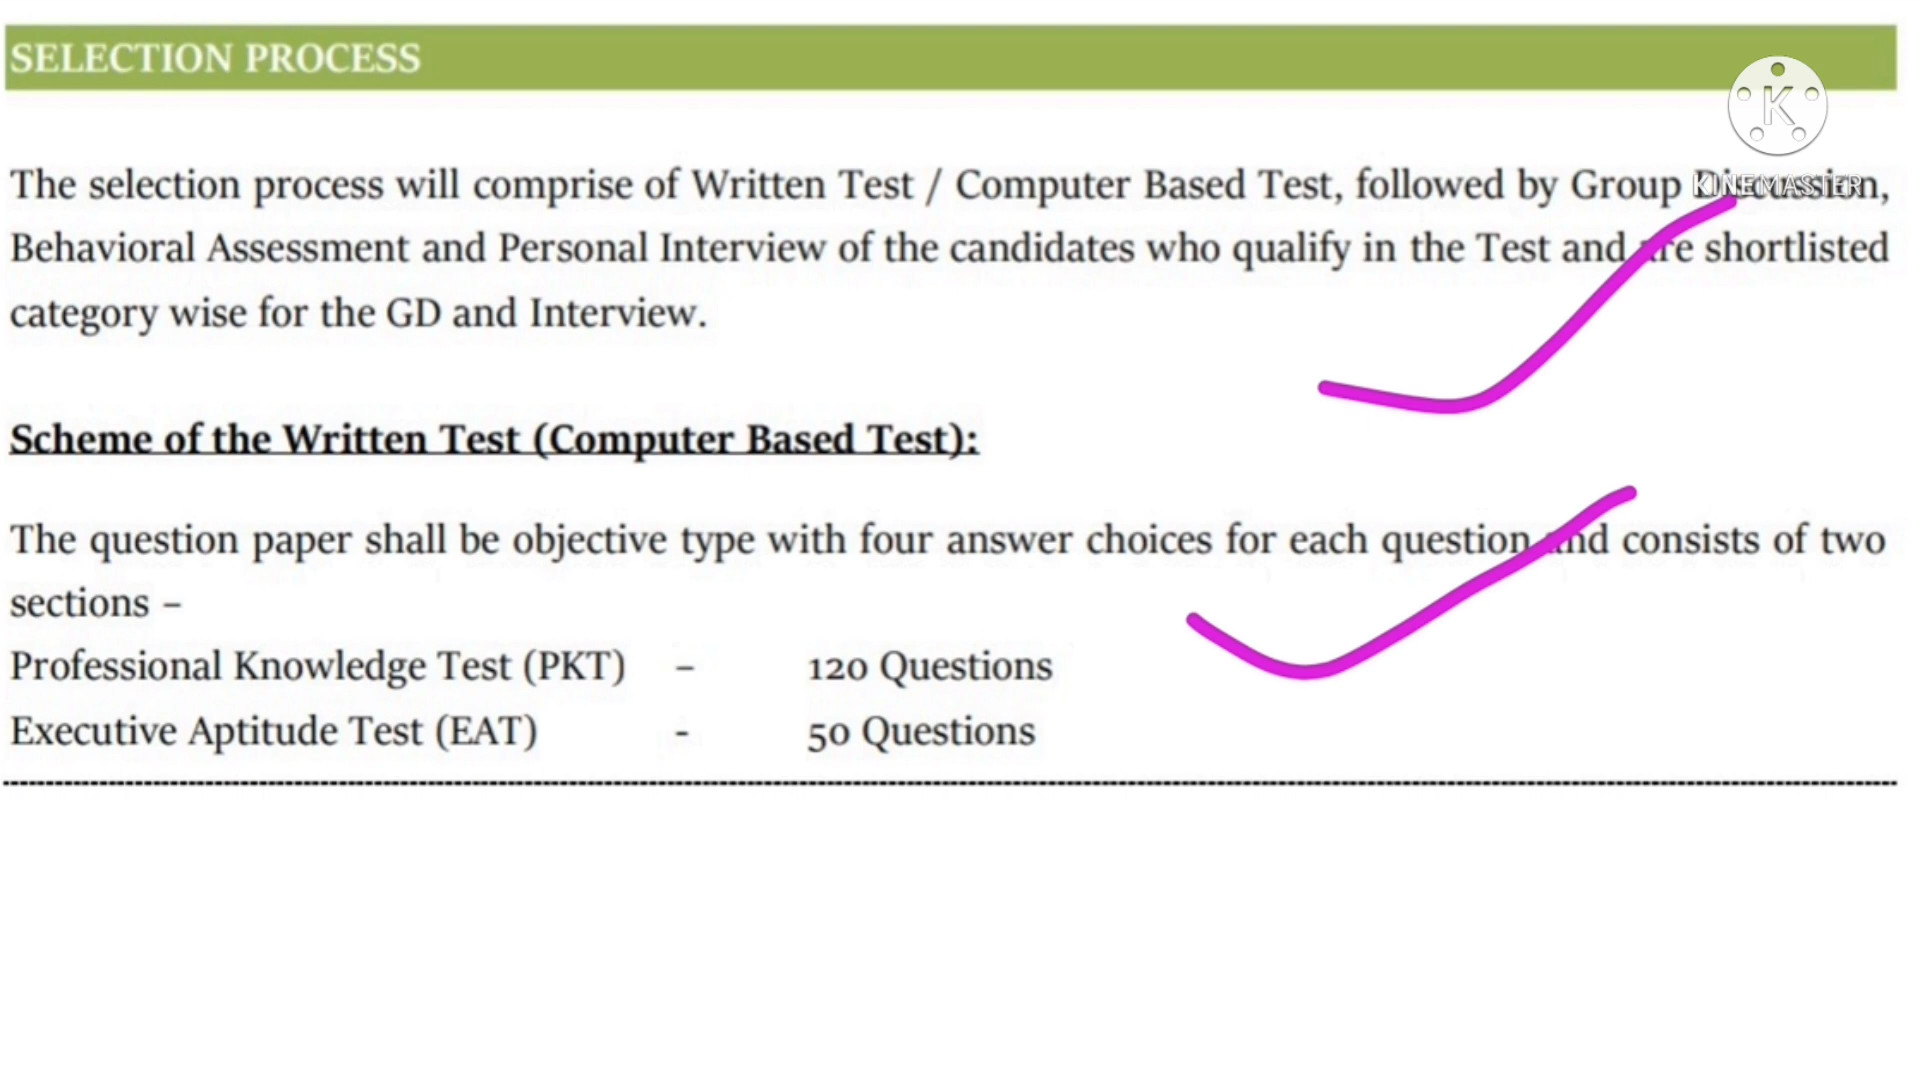 SELECTION PROCESS
K
KINEMASTER
The selection process will comprise of Written Test / Computer Based Test, followed by Group Discussion,
Behavioral Assessment and Personal Interview of the candidates who qualify in the Test and are shortlisted
category wise for the GD and Interview.
Scheme of the Written Test (Computer Based Test):
The question paper shall be objective type with four answer choices for each question and consists of two
sections –
Professional Knowledge Test (PKT) – 120 Questions
Executive Aptitude Test (EAT) - 50 Questions